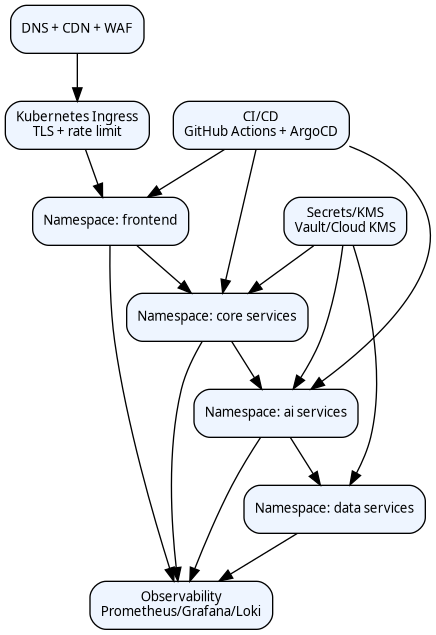 DNS + CDN + WAF
Kubernetes Ingress
TLS + rate limit
CI/CD
GitHub Actions + ArgoCD
Namespace: frontend
Secrets/KMS
Vault/Cloud KMS
Namespace: core services
Namespace: ai services
Namespace: data services
Observability
Prometheus/Grafana/Loki